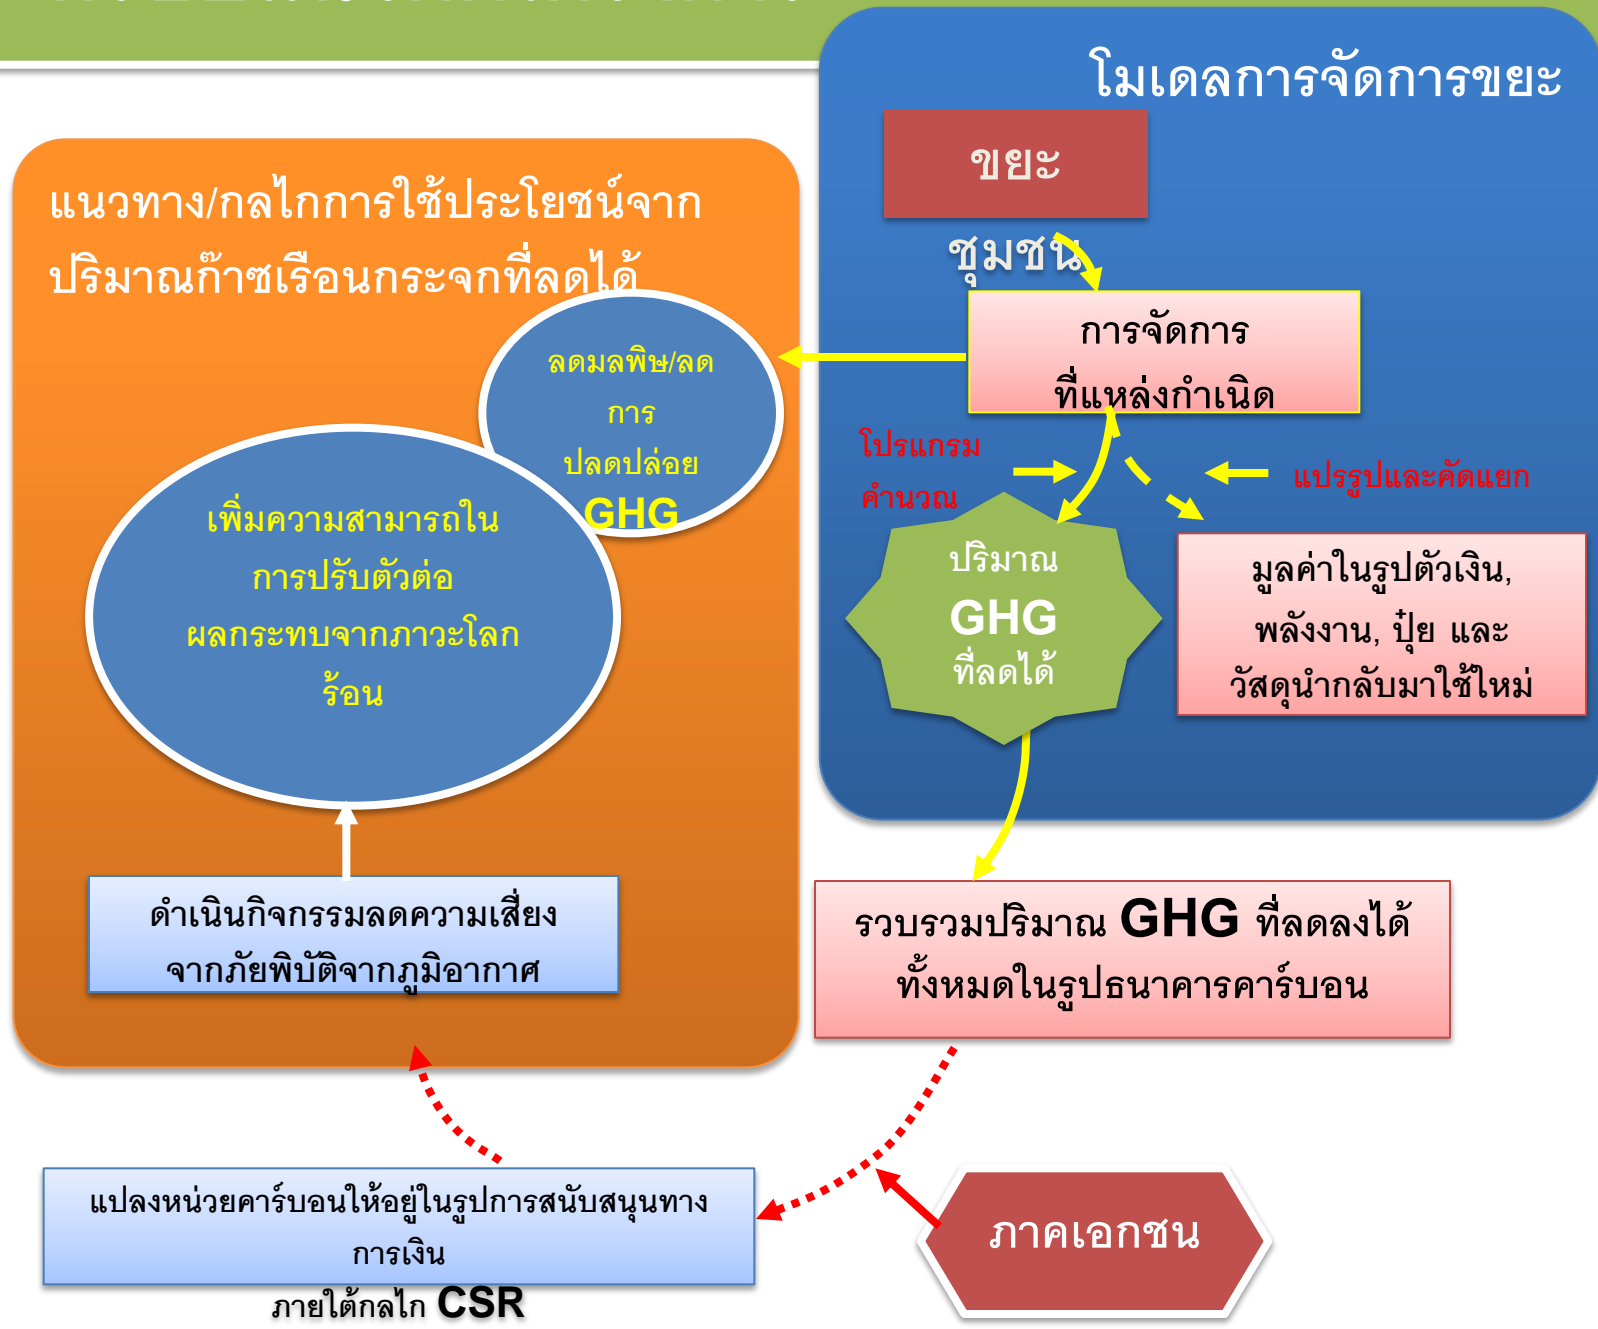 โมเดลการจัดการขยะ
ขยะ
ชุมชน
แนวทาง/กลไกการใช้ประโยชน์จาก
ปริมาณก๊าซเรือนกระจกที่ลดได้
การจัดการ
ที่แหล่งกำเนิด
ลดมลพิษ/ลด
การ
ปลดปล่อย
GHG
โปรแกรม
คำนวณ
แปรรูปและคัดแยก
เพิ่มความสามารถใน
การปรับตัวต่อ
ผลกระทบจากภาวะโลก
ร้อน
ปริมาณ
GHG
ที่ลดได้
มูลค่าในรูปตัวเงิน,
พลังงาน, ปุ๋ย และ
วัสดุนำกลับมาใช้ใหม่
ดำเนินกิจกรรมลดความเสี่ยง
จากภัยพิบัติจากภูมิอากาศ
รวบรวมปริมาณ GHG ที่ลดลงได้
ทั้งหมดในรูปธนาคารคาร์บอน
แปลงหน่วยคาร์บอนให้อยู่ในรูปการสนับสนุนทาง
การเงิน
ภายใต้กลไก CSR
ภาคเอกชน